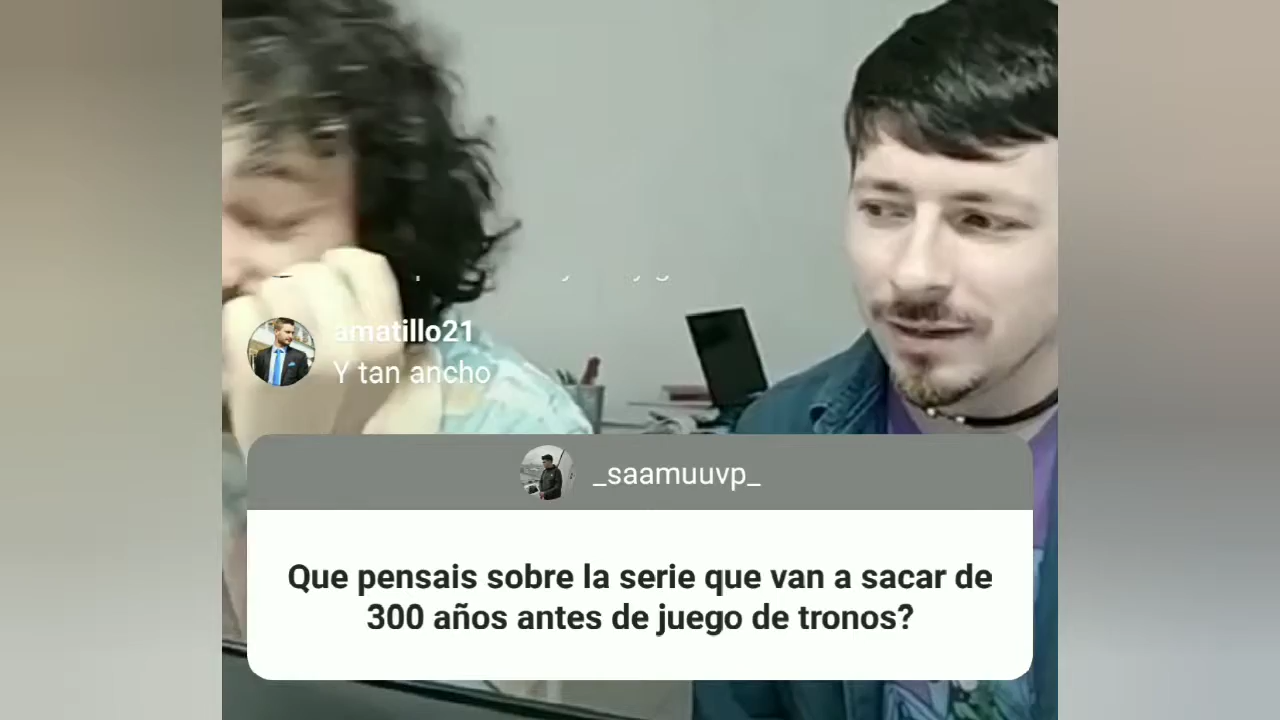 amatillo21
Y tan ancho
_saamuuvp_
Que pensais sobre la serie que van a sacar de
300 años antes de juego de tronos?